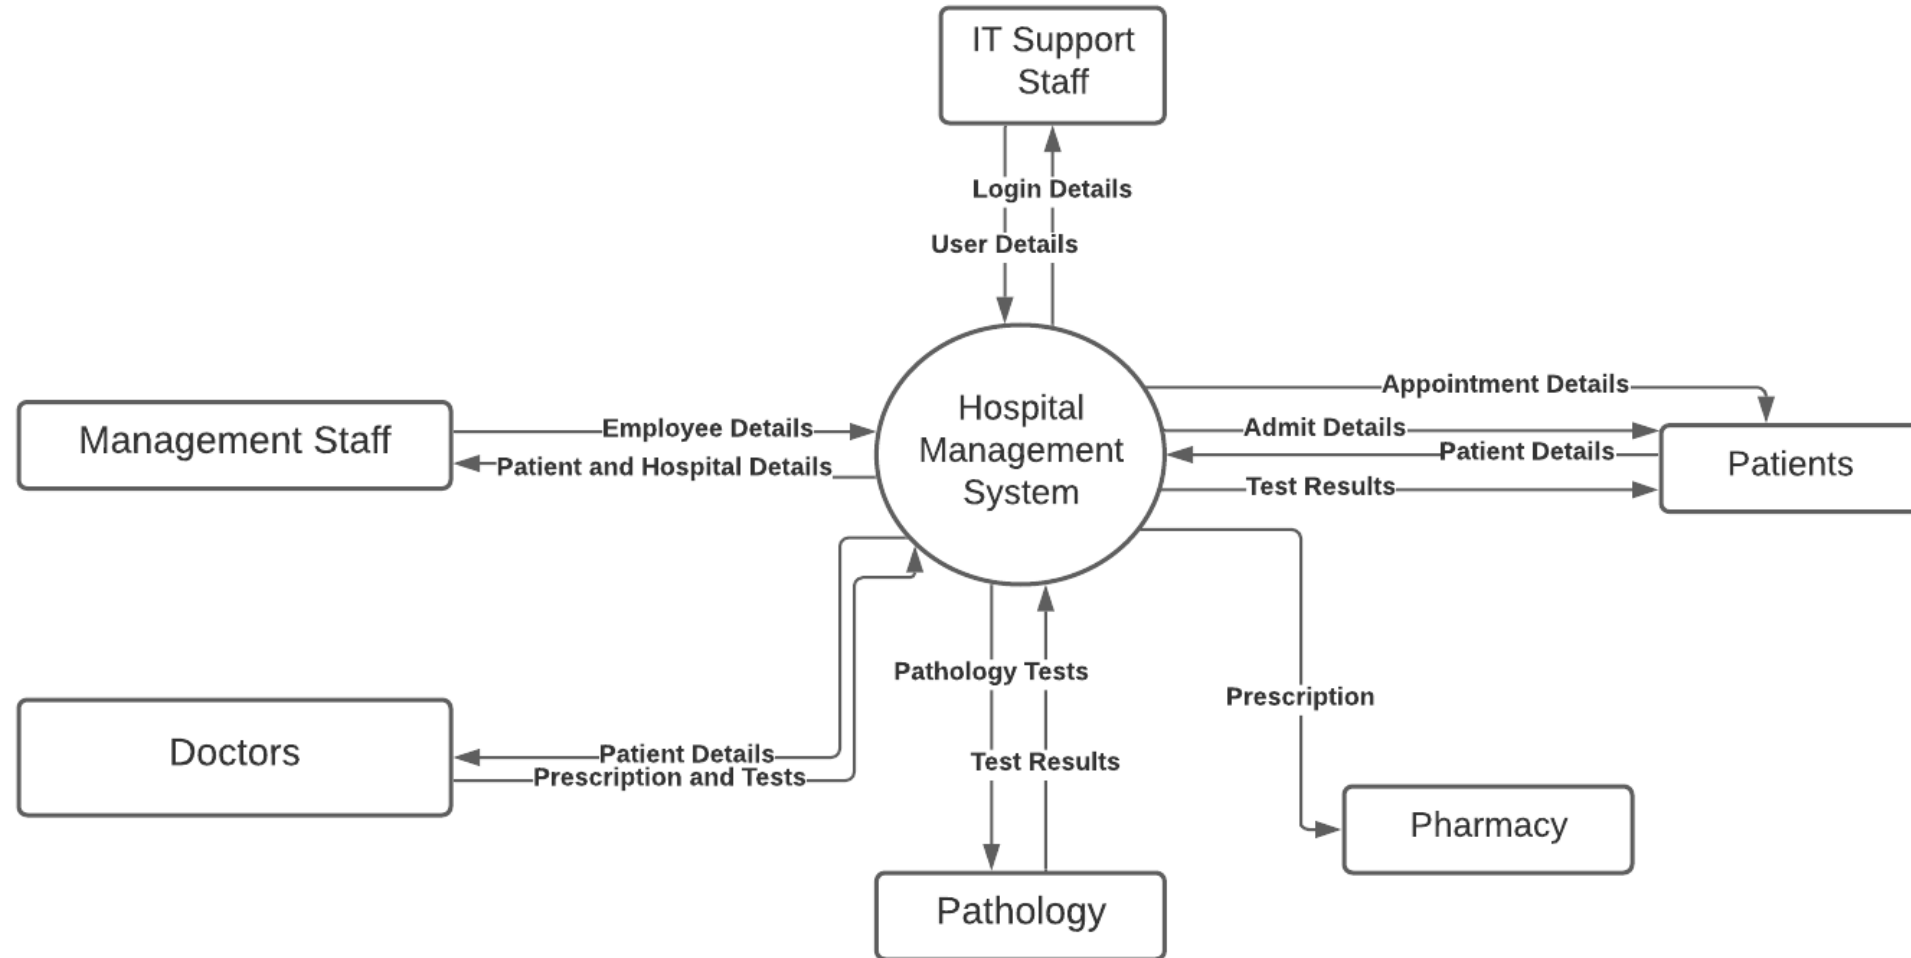 IT Support
Staff
Login Details
User Details
Hospital
Management
System
Appointment Details
Admit Details
Patient Details
Test Results
Patients
Management Staff
Employee Details
Patient and Hospital Details
Doctors
Patient Details
Prescription and Tests
Pathology Tests
Test Results
Prescription
Pharmacy
Pathology